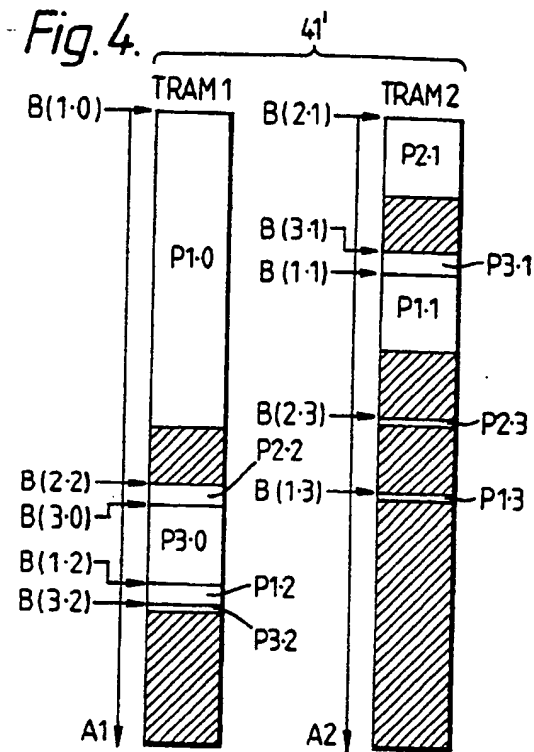 Fig. 4.
41'
TRAM 1
TRAM 2
B(1·0)
B(2·1)
P2·1
B(3·1)
P3·1
B(1·1)
P1·0
P1·1
B(2·3)
P2·3
P2·2
B(2·2)
B(1·3)
P1·3
B(3·0)
P3·0
B(1·2)
P1·2
B(3·2)
P3·2
A1
A2